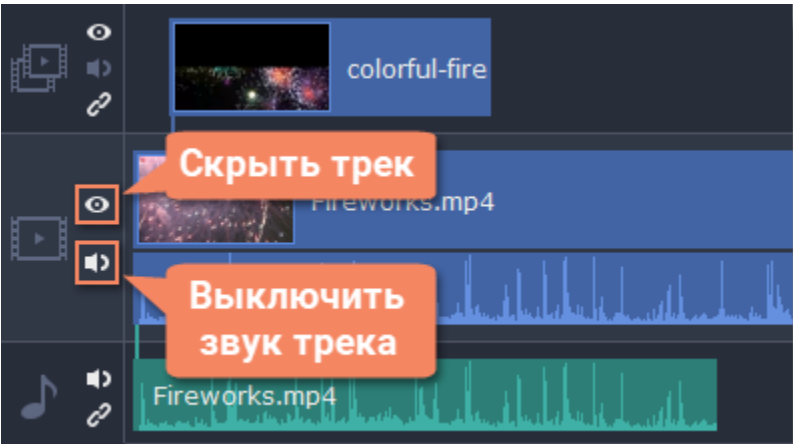 colorful-fire
Скрыть трек
Fireworks.mp4
Выключить
звук трека
Fireworks.mp4